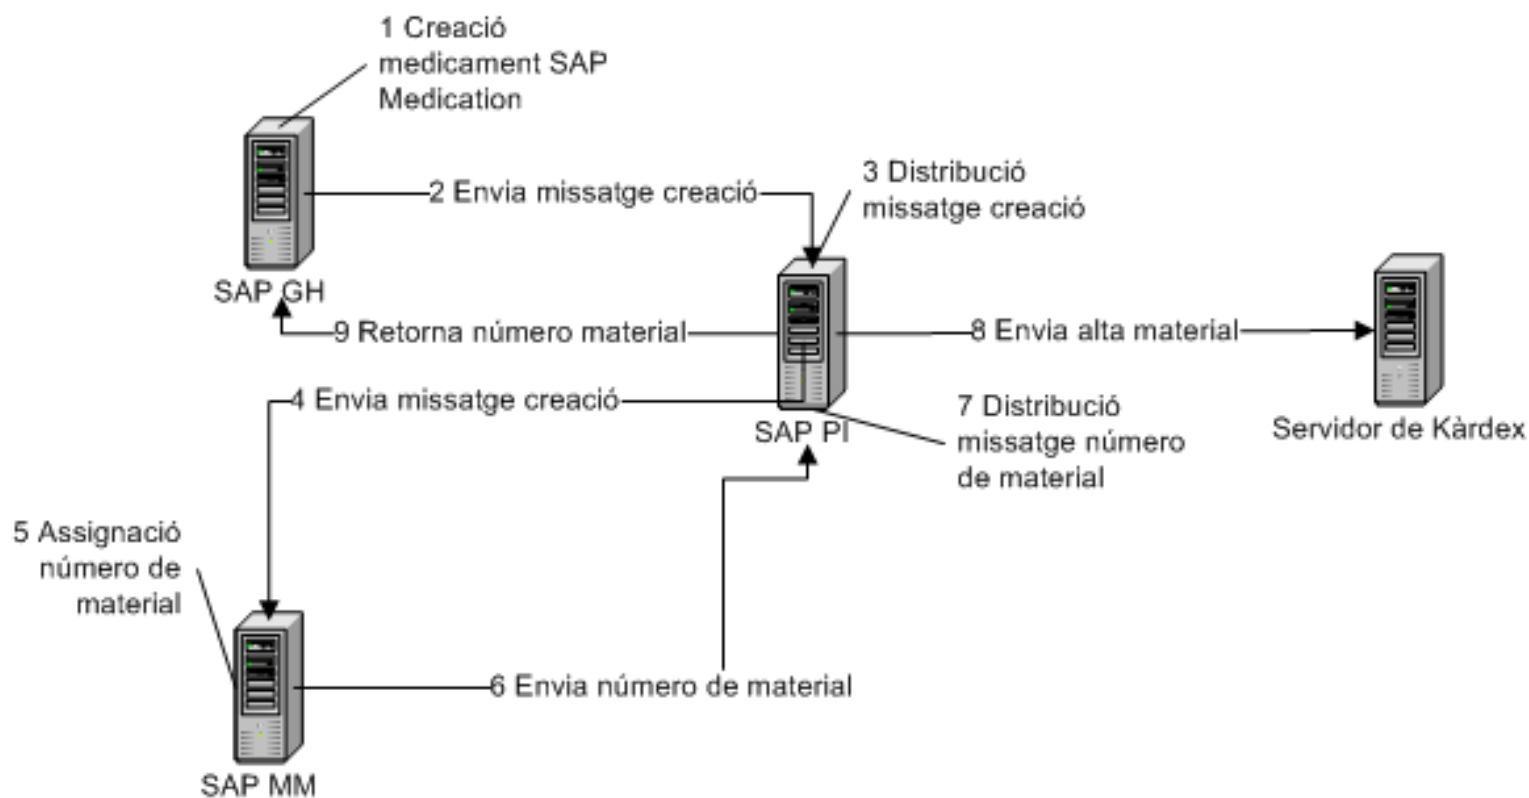 1 Creació
medicament SAP
Medication
2 Envia missatge creació
3 Distribució
missatge creació
SAP GH
9 Retorna número material
8 Envia alta material
4 Envia missatge creació
SAP PI
7 Distribució
missatge número
de material
Servidor de Kàrdex
5 Assignació
número de
material
6 Envia número de material
SAP MM